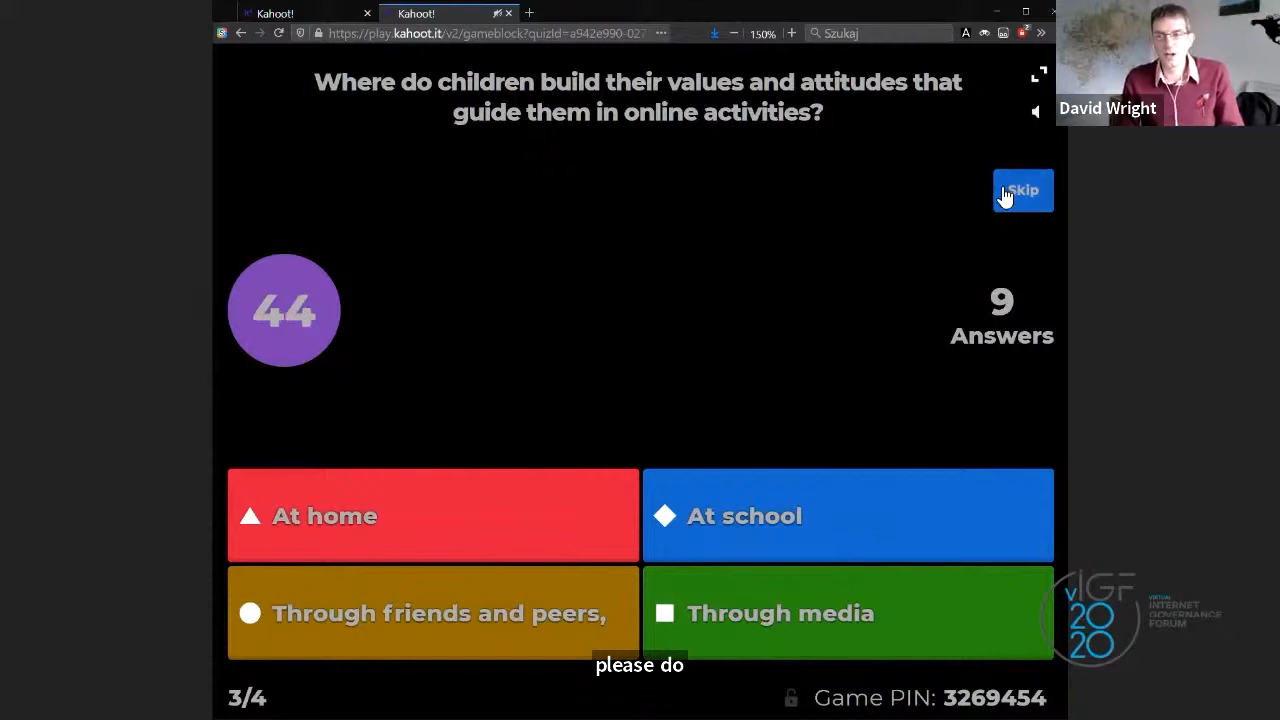 Kahoot!
Kahoot!
https://play.kahoot.it/v2/gameblock?quizId=a942e990-027
150%
Szukaj
Where do children build their values and attitudes that
guide them in online activities?
David Wright
Skip
44
9
Answers
At home
At school
Through friends and peers,
Through media
please do
3/4
Game PIN: 3269454
vIGF
2020
VIRTUAL
INTERNET
GOVERNANCE
FORUM